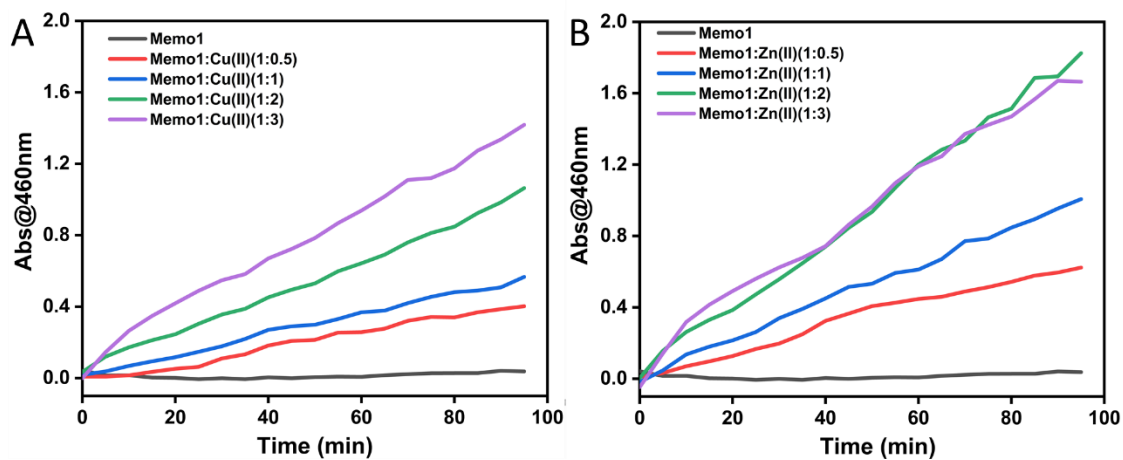 A
Memo1
Memo1:Cu(II)(1:0.5)
Memo1:Cu(II)(1:1)
Memo1:Cu(II)(1:2)
Memo1:Cu(II)(1:3)
Abs@460nm
2.0
1.6
1.2
0.8
0.4
0.0
0 20 40 60 80 100
Time (min)
B
Memo1
Memo1:Zn(II)(1:0.5)
Memo1:Zn(II)(1:1)
Memo1:Zn(II)(1:2)
Memo1:Zn(II)(1:3)
Abs@460nm
2.0
1.6
1.2
0.8
0.4
0.0
0 20 40 60 80 100
Time (min)